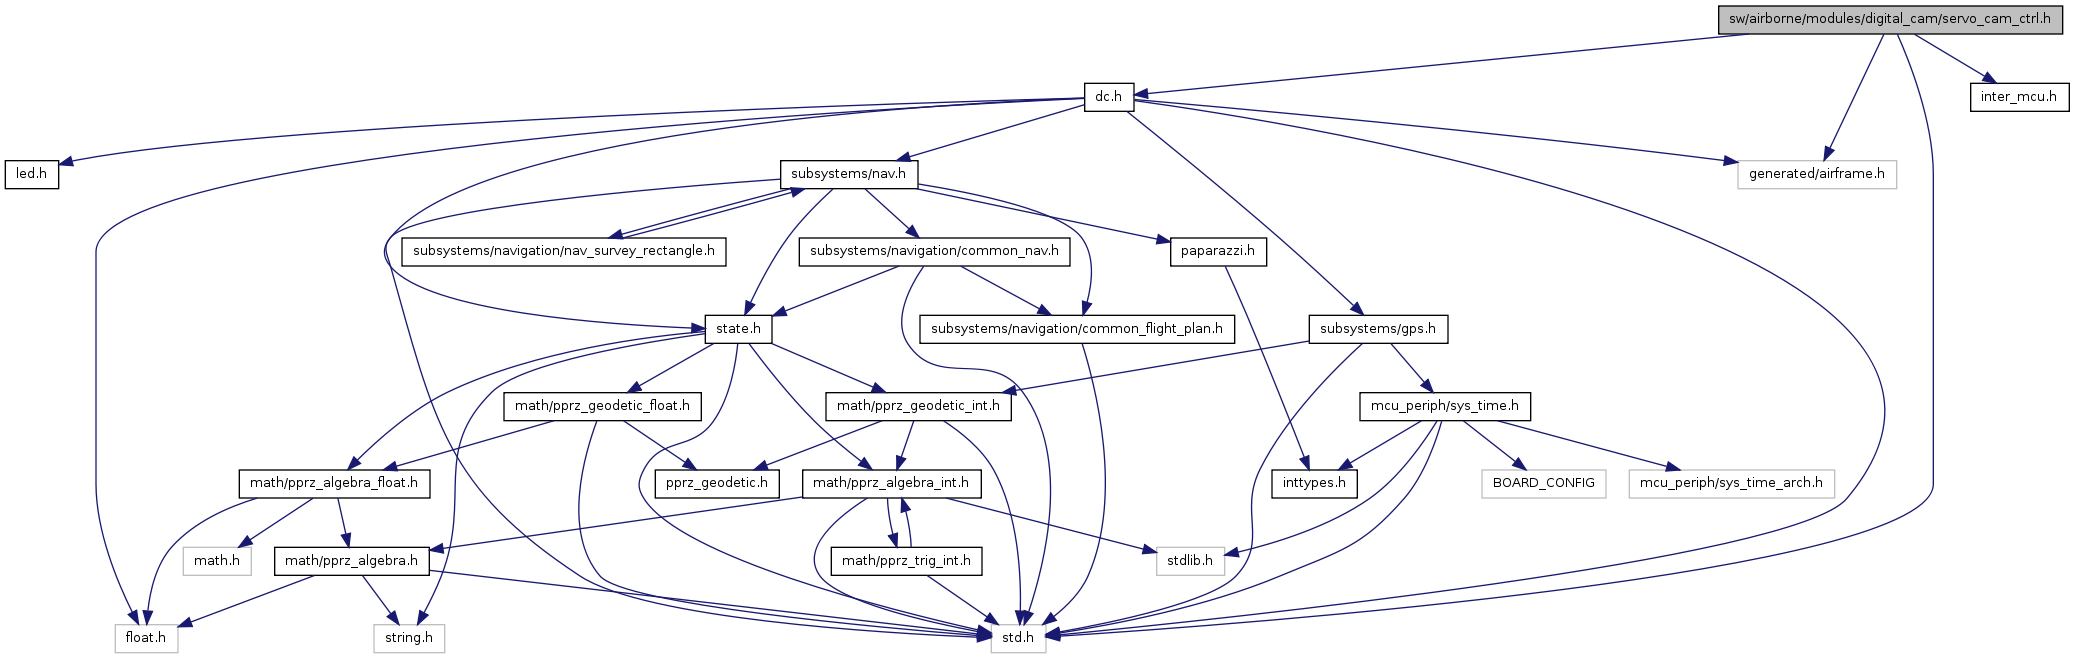 sw/airborne/modules/digital_cam/servo_cam_ctrl.h
dc.h
inter_mcu.h
led.h
subsystems/nav.h
generated/airframe.h
subsystems/navigation/nav_survey_rectangle.h
subsystems/navigation/common_nav.h
paparazzi.h
state.h
subsystems/navigation/common_flight_plan.h
subsystems/gps.h
math/pprz_geodetic_float.h
math/pprz_geodetic_int.h
mcu_periph/sys_time.h
math/pprz_algebra_float.h
pprz_geodetic.h
math/pprz_algebra_int.h
inttypes.h
BOARD_CONFIG
mcu_periph/sys_time_arch.h
math.h
math/pprz_algebra.h
math/pprz_trig_int.h
stdlib.h
float.h
string.h
std.h